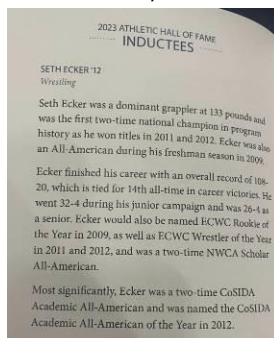 2023 ATHLETIC HALL OF FAME
INDUCTEES
SETH ECKER '12
Wrestling
Seth Ecker was a dominant grappler at 133 pounds and
was the first two-time national champion in program
history as he won titles in 2011 and 2012. Ecker was also
an All-American during his freshman season in 2009.
Ecker finished his career with an overall record of 108-
20, which is tied for 14th all-time in career victories. He
went 32-4 during his junior campaign and was 26-4 as
a senior. Ecker would also be named ECWC Rookie of
the Year in 2009, as well as ECWC Wrestler of the Year
in 2011 and 2012, and was a two-time NWCA Scholar
All-American.
Most significantly, Ecker was a two-time CoSIDA
Academic All-American and was named the CoSIDA
Academic All-American of the Year in 2012.